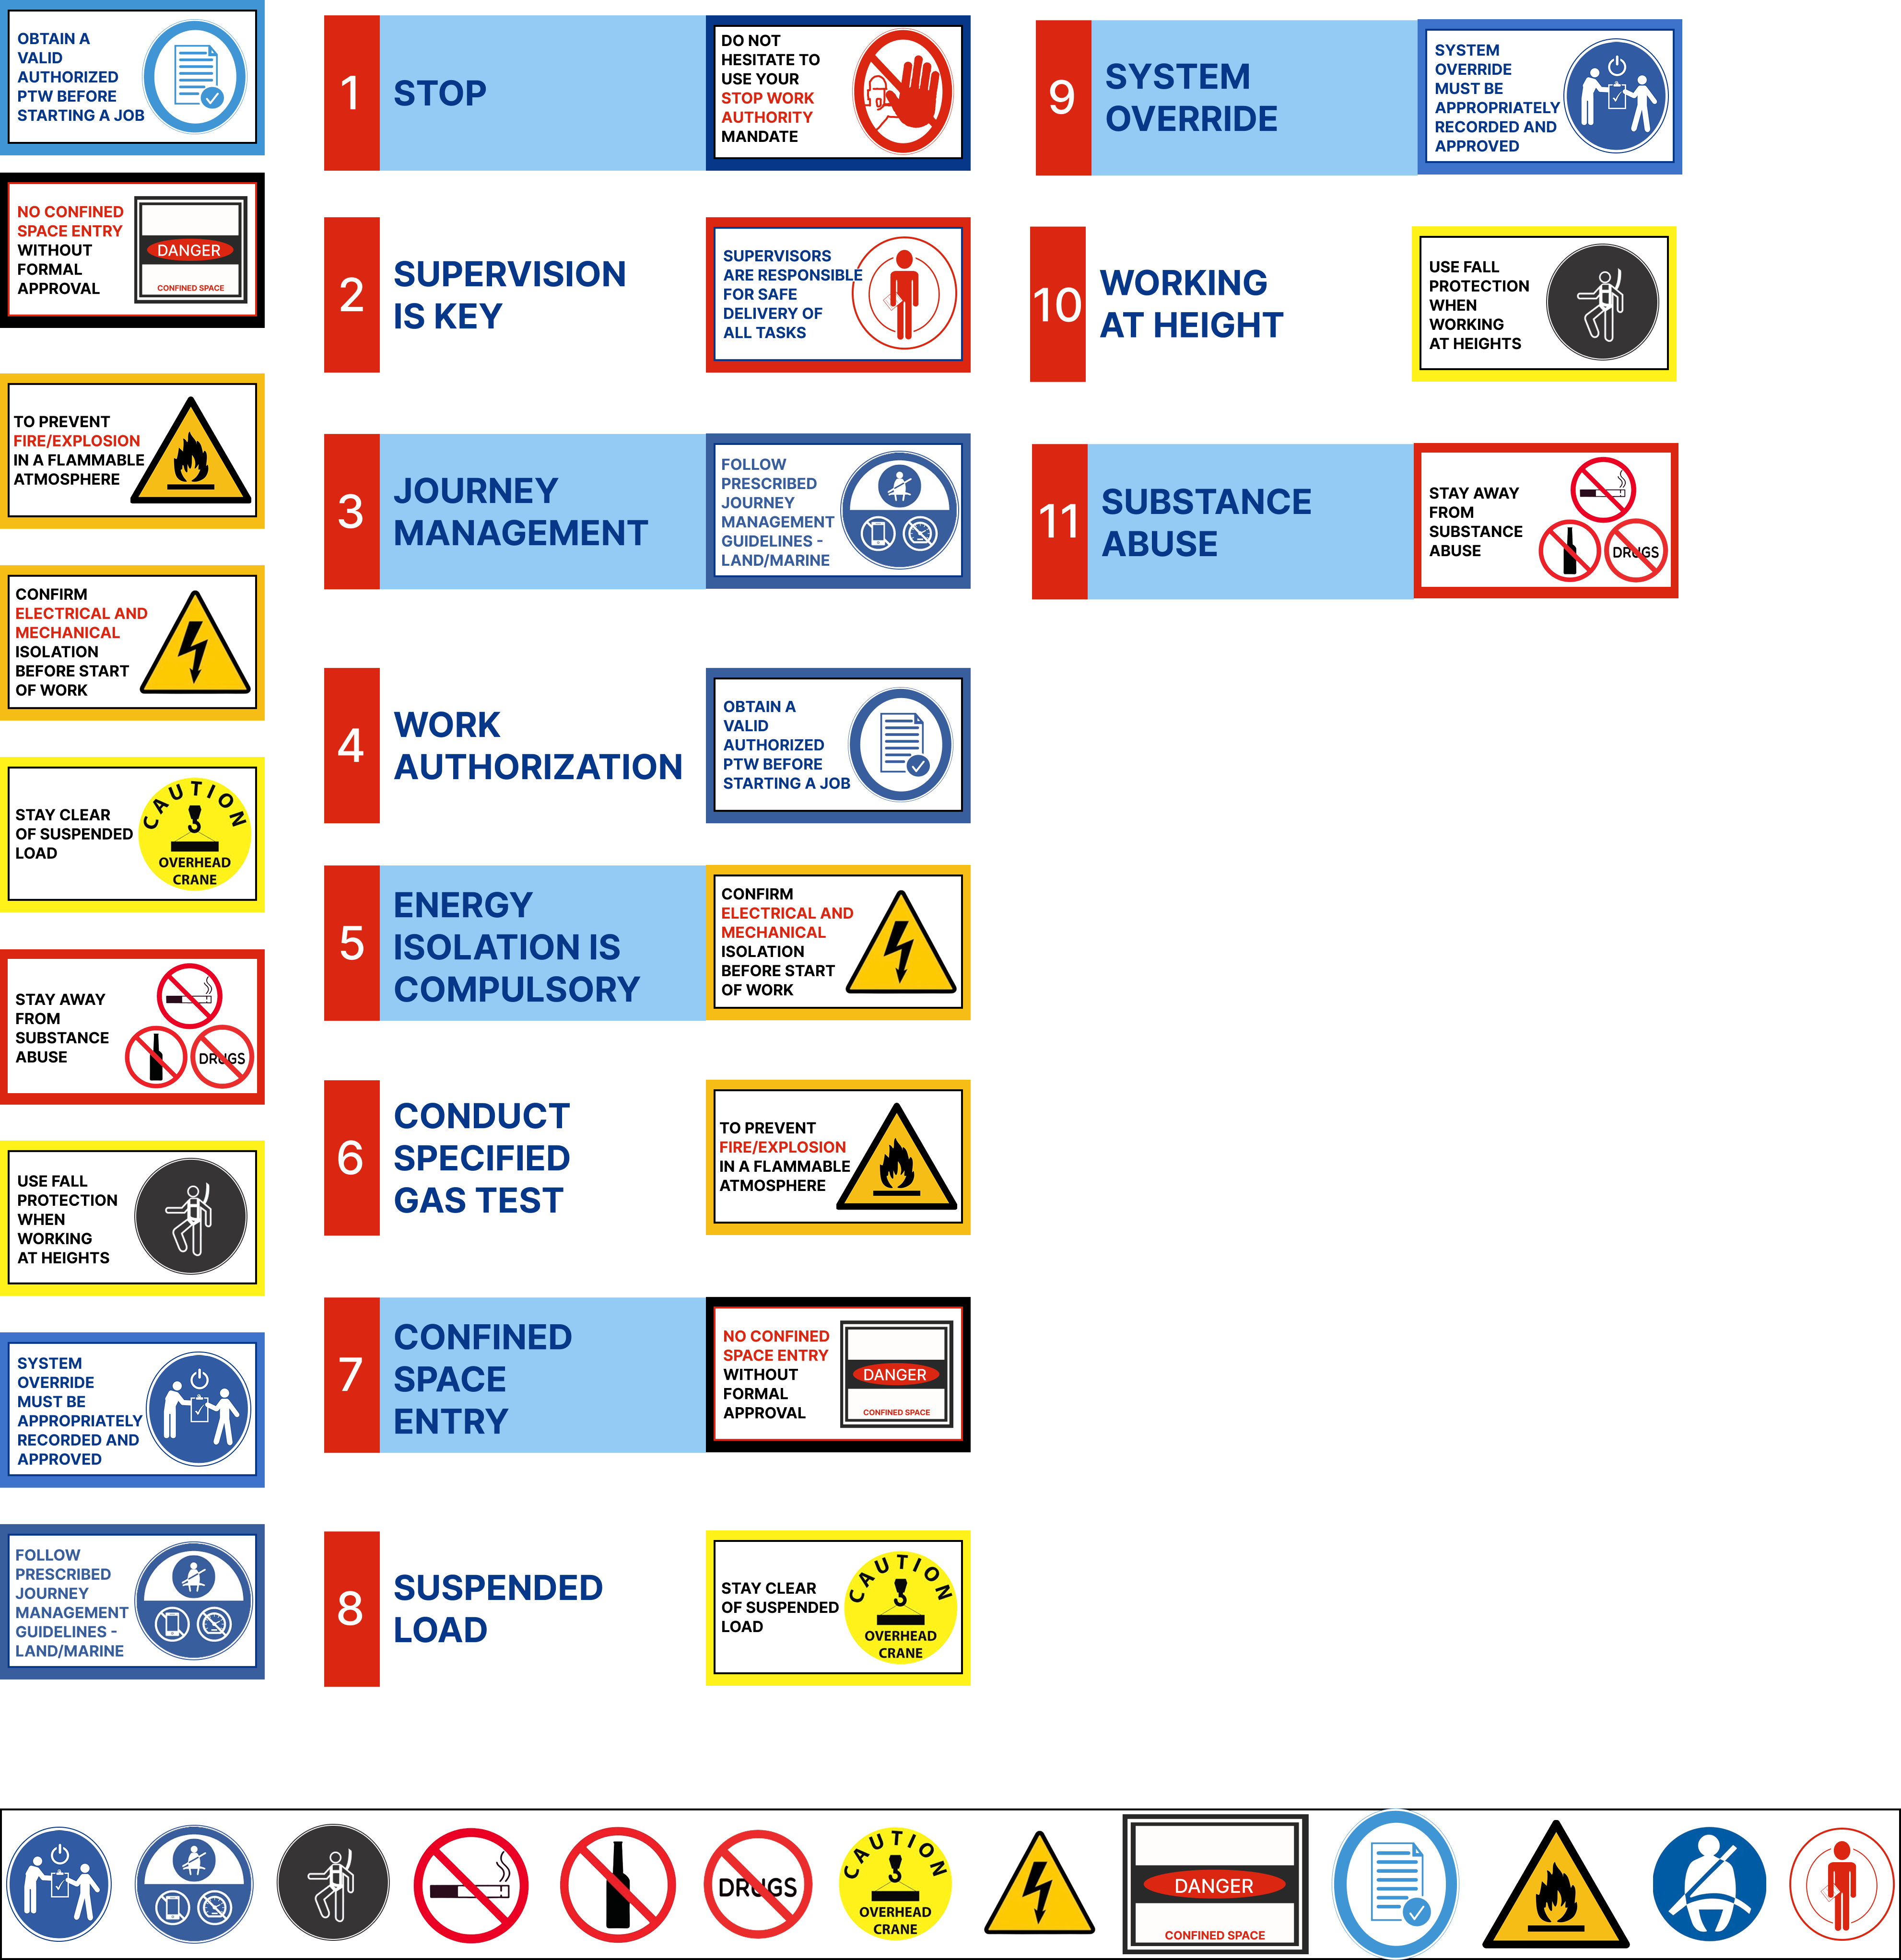 OBTAIN A
VALID
AUTHORIZED
PTW BEFORE
STARTING A JOB
NO CONFINED
SPACE ENTRY
WITHOUT
FORMAL
APPROVAL
DANGER
CONFINED SPACE
TO PREVENT
FIRE/EXPLOSION
IN A FLAMMABLE
ATMOSPHERE
CONFIRM
ELECTRICAL AND
MECHANICAL
ISOLATION
BEFORE START
OF WORK
STAY CLEAR
OF SUSPENDED
LOAD
CAUTION
OVERHEAD
CRANE
STAY AWAY
FROM
SUBSTANCE
ABUSE
DRUGS
USE FALL
PROTECTION
WHEN
WORKING
AT HEIGHTS
SYSTEM
OVERRIDE
MUST BE
APPROPRIATELY
RECORDED AND
APPROVED
FOLLOW
PRESCRIBED
JOURNEY
MANAGEMENT
GUIDELINES -
LAND/MARINE
1
STOP
DO NOT
HESITATE TO
USE YOUR
STOP WORK
AUTHORITY
MANDATE
2
SUPERVISION
IS KEY
SUPERVISORS
ARE RESPONSIBLE
FOR SAFE
DELIVERY OF
ALL TASKS
3
JOURNEY
MANAGEMENT
FOLLOW
PRESCRIBED
JOURNEY
MANAGEMENT
GUIDELINES -
LAND/MARINE
4
WORK
AUTHORIZATION
OBTAIN A
VALID
AUTHORIZED
PTW BEFORE
STARTING A JOB
5
ENERGY
ISOLATION IS
COMPULSORY
CONFIRM
ELECTRICAL AND
MECHANICAL
ISOLATION
BEFORE START
OF WORK
6
CONDUCT
SPECIFIED
GAS TEST
TO PREVENT
FIRE/EXPLOSION
IN A FLAMMABLE
ATMOSPHERE
7
CONFINED
SPACE
ENTRY
NO CONFINED
SPACE ENTRY
WITHOUT
FORMAL
APPROVAL
DANGER
CONFINED SPACE
8
SUSPENDED
LOAD
STAY CLEAR
OF SUSPENDED
LOAD
CAUTION
OVERHEAD
CRANE
9
SYSTEM
OVERRIDE
SYSTEM
OVERRIDE
MUST BE
APPROPRIATELY
RECORDED AND
APPROVED
10
WORKING
AT HEIGHT
USE FALL
PROTECTION
WHEN
WORKING
AT HEIGHTS
11
SUBSTANCE
ABUSE
STAY AWAY
FROM
SUBSTANCE
ABUSE
DRUGS
DRUGS
CAUTION
OVERHEAD
CRANE
DANGER
CONFINED SPACE